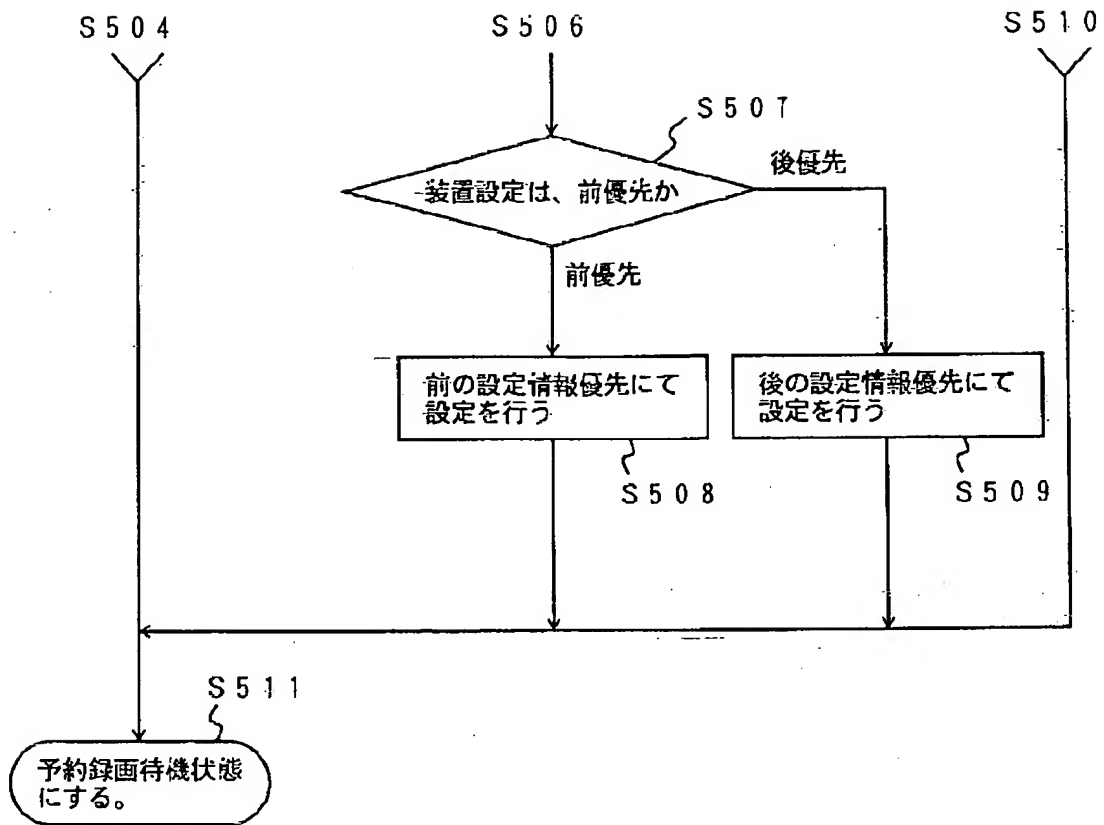 S504
S506
S510
S507
装置設定は、前優先か
後優先
前優先
前の設定情報優先にて
設定を行う
後の設定情報優先にて
設定を行う
S508
S509
S511
予約録画待機状態
にする。